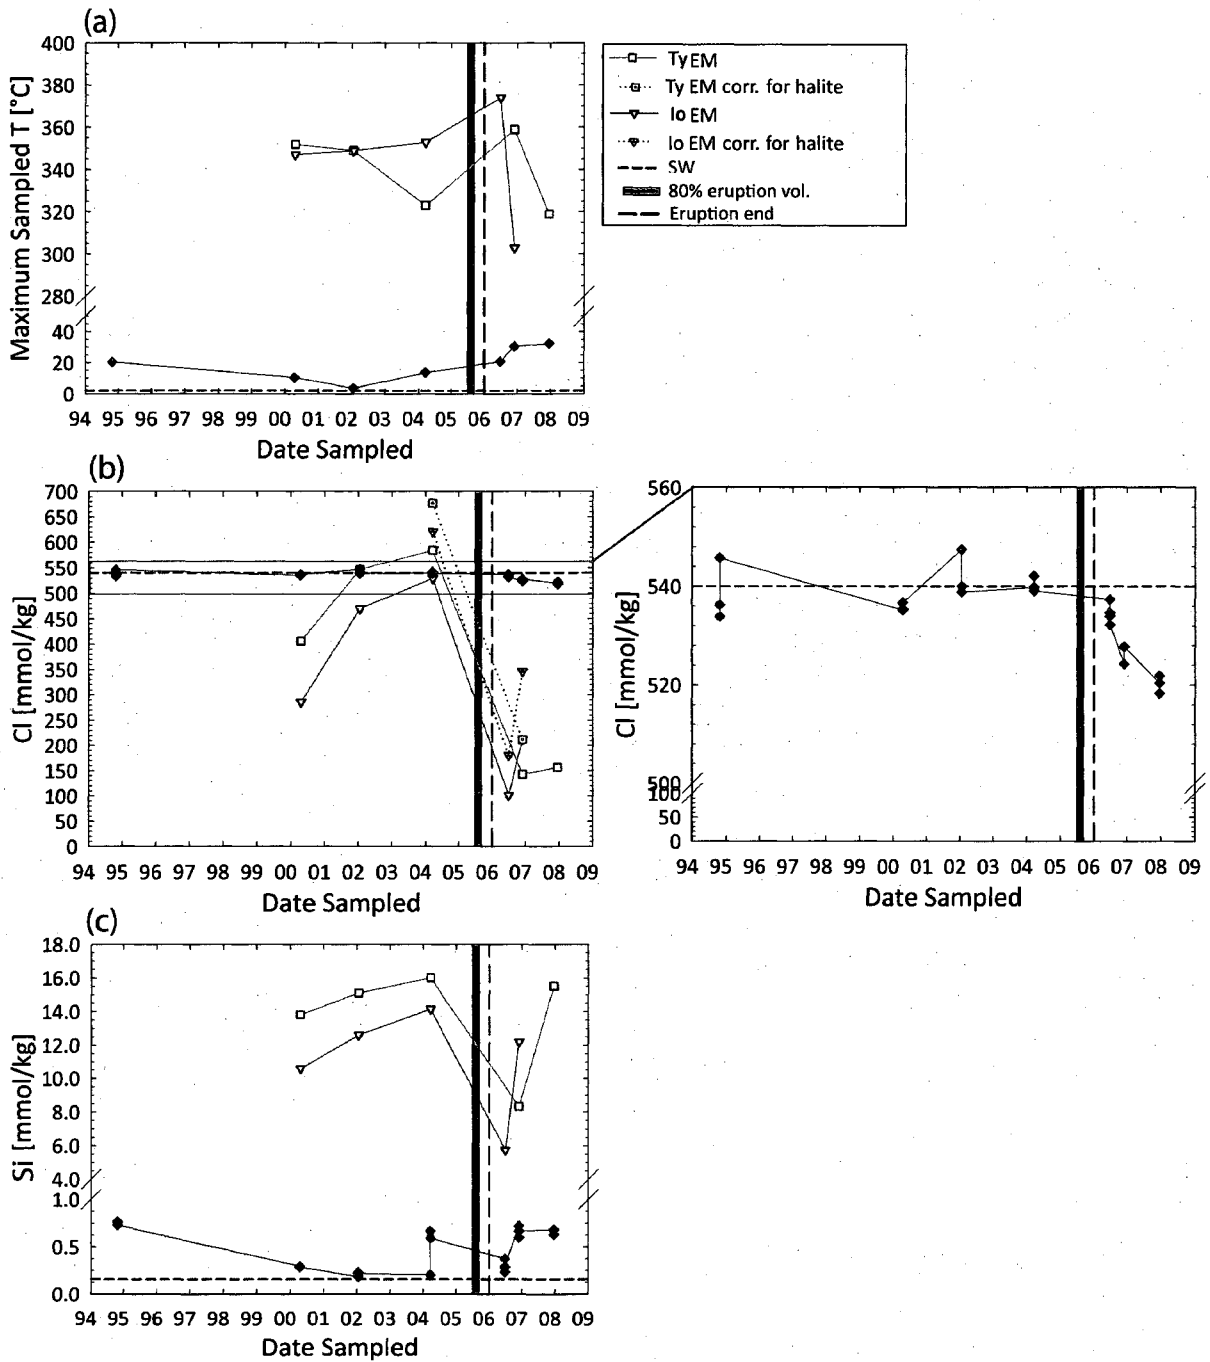 (a)
400
380
360
340
320
300
280
40
20
0
Maximum Sampled T [°C]
94 95 96 97 98 99 00 01 02 03 04 05 06 07 08 09
Date Sampled
Ty EM
Ty EM corr. for halite
Io EM
Io EM corr. for halite
SW
80% eruption vol.
Eruption end
(b)
700
650
600
550
500
450
400
350
300
250
200
150
100
50
0
Cl [mmol/kg]
94 95 96 97 98 99 00 01 02 03 04 05 06 07 08 09
Date Sampled
560
540
520
500
100
50
0
Cl [mmol/kg]
94 95 96 97 98 99 00 01 02 03 04 05 06 07 08 09
Date Sampled
(c)
18.0
16.0
14.0
12.0
10.0
8.0
6.0
4.0
1.0
0.5
0.0
Si [mmol/kg]
94 95 96 97 98 99 00 01 02 03 04 05 06 07 08 09
Date Sampled